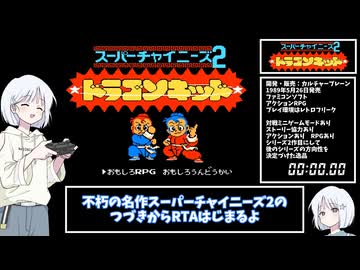 スーパーチャイニーズ2
ドラゴンキッド
▶おもしろRPG おもしろうんどうかい
スーパーチャイニーズ2
ドラゴンキッド
開発・販売：カルチャーブレーン
1989年5月26日発売
ファミコンソフト
アクションRPG
プレイ環境はレトロフリーク
対戦ミニゲームモードあり
ストーリー協力あり
アクションあり RPGあり
シリーズ2作目にして
後のシリーズの方向性を
決定づけた逸品
00:00.00
不朽の名作スーパーチャイニーズ2の
つづきからRTAはじまるよ